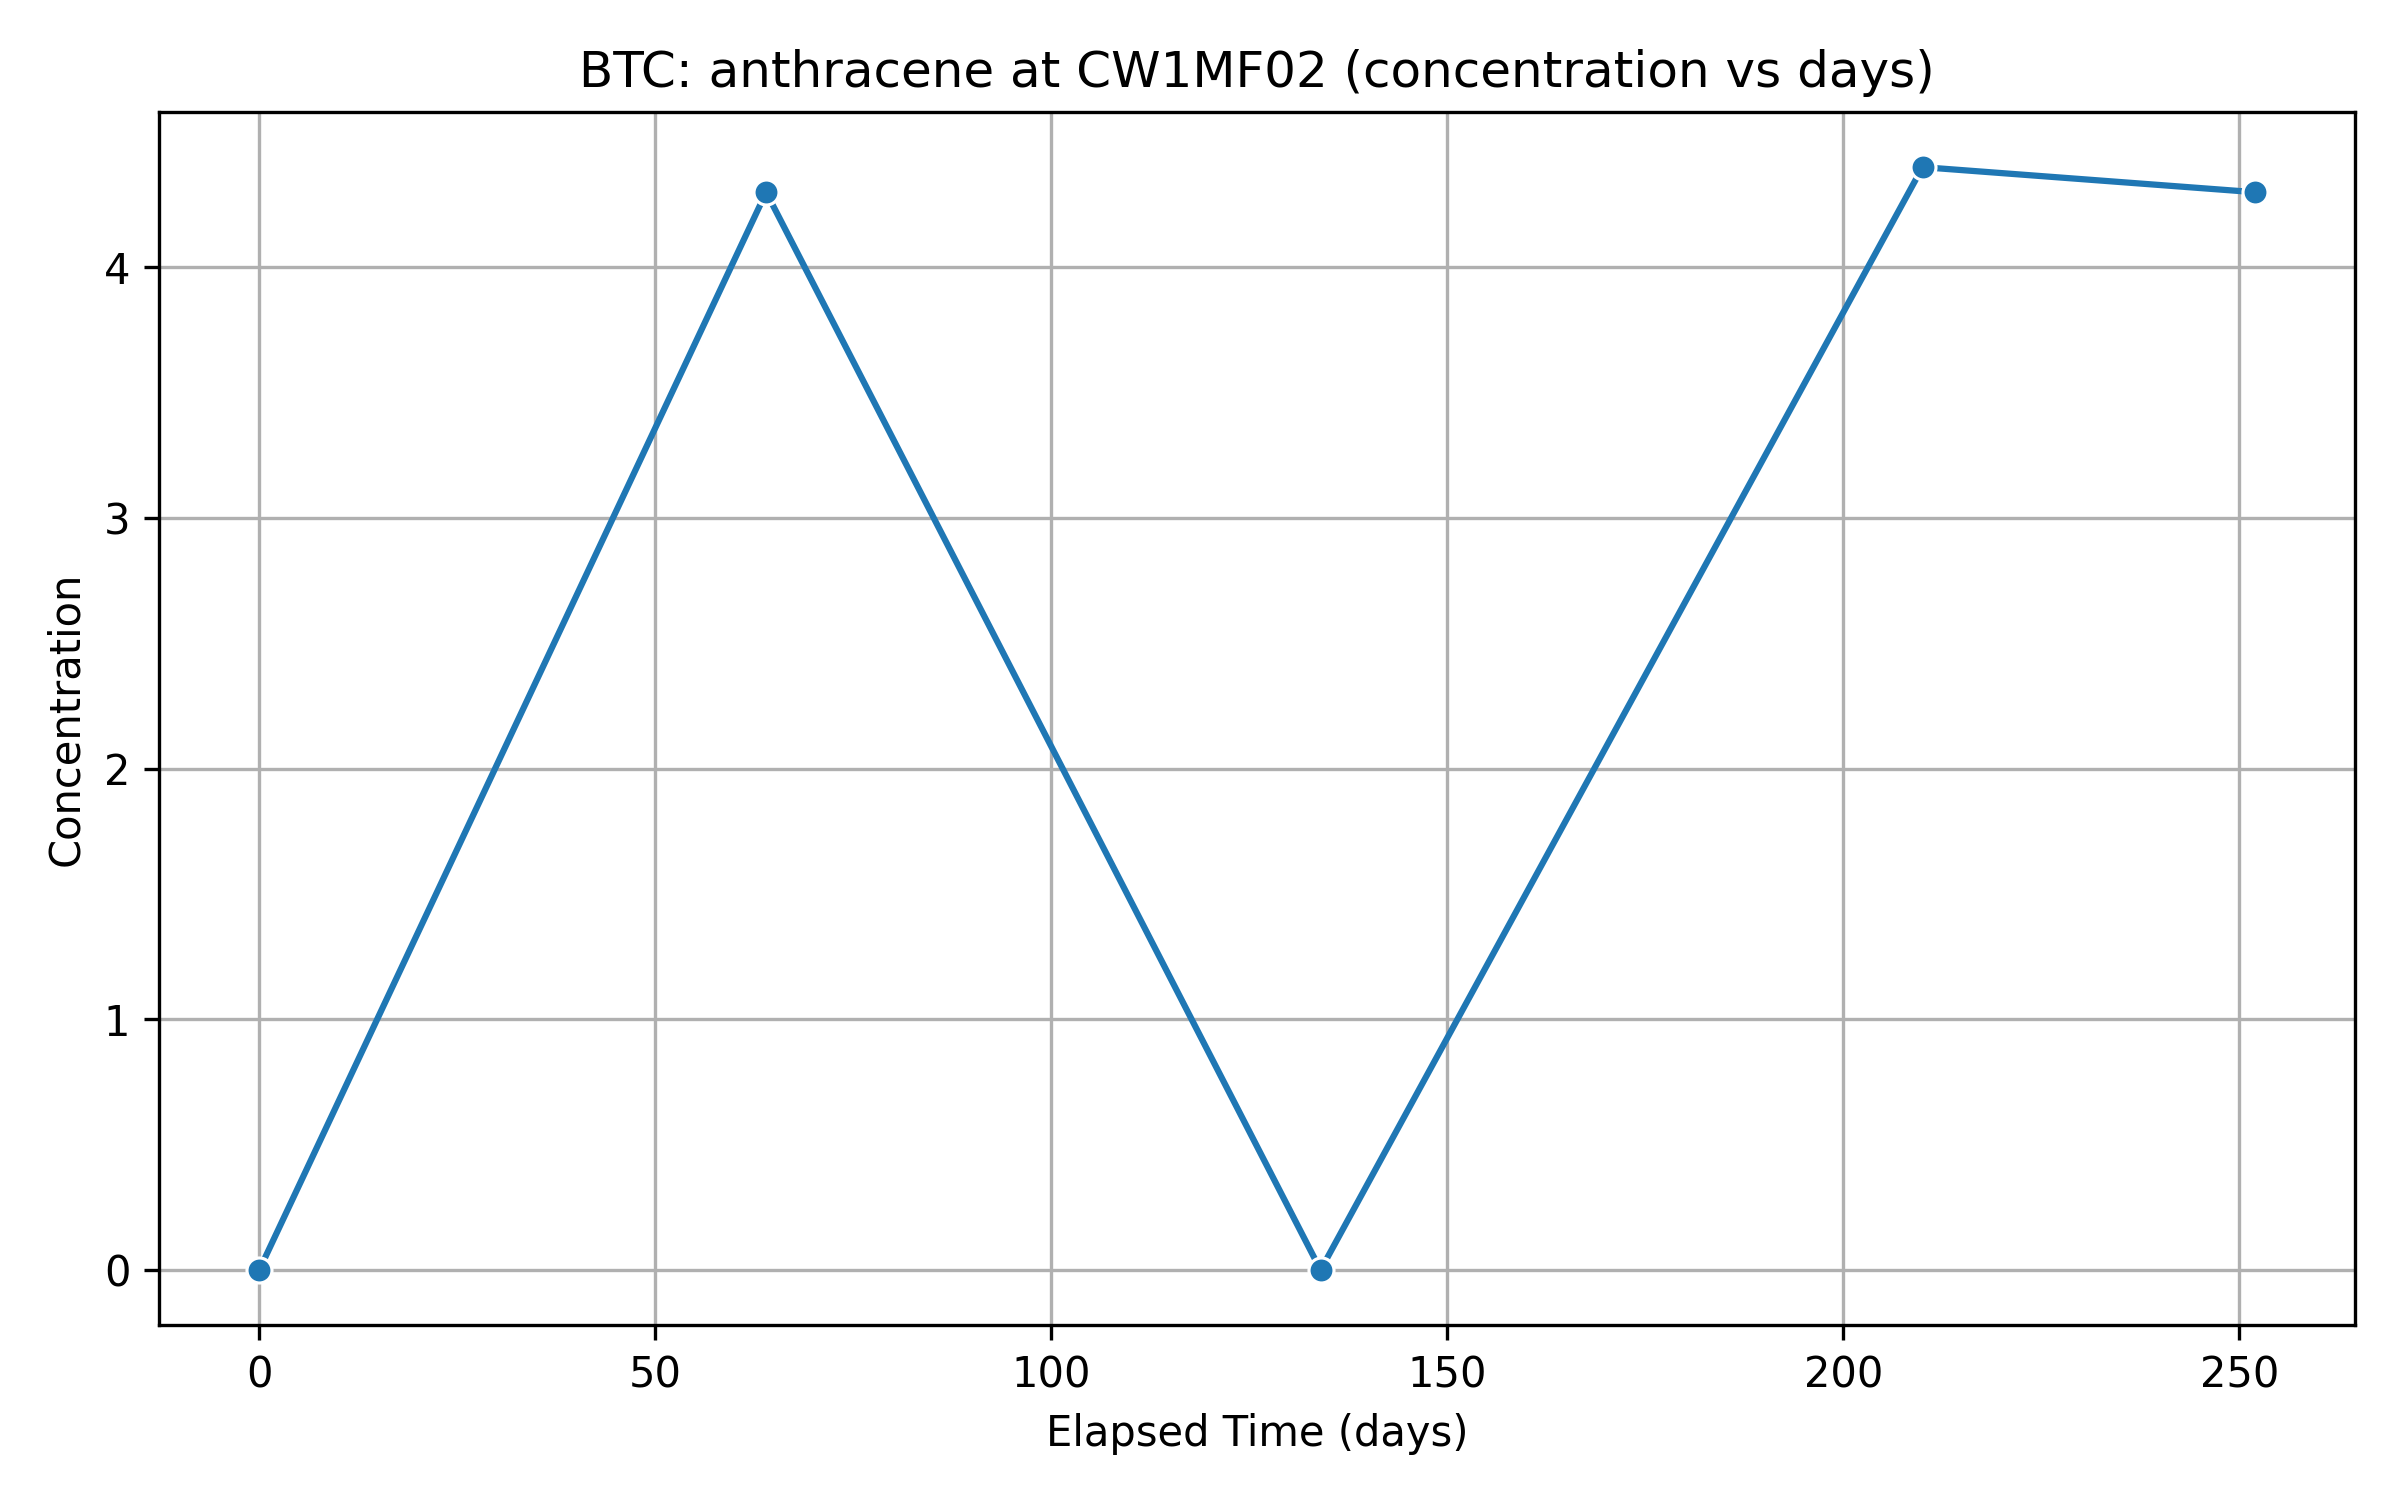 BTC: anthracene at CW1MF02 (concentration vs days)
Concentration
4
3
2
1
0
0 50 100 150 200 250
Elapsed Time (days)